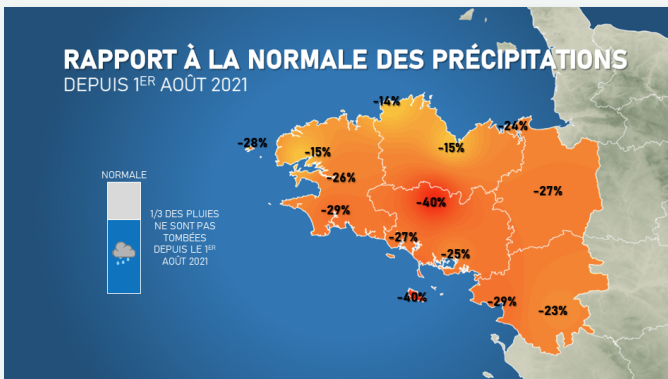 RAPPORT À LA NORMALE DES PRÉCIPITATIONS
DEPUIS 1ER AOÛT 2021
-14%
-24%
-28%
-15%
-15%
-26%
-27%
-40%
-29%
-27%
-25%
-40%
-29%
-23%
NORMALE
1/3 DES PLUIES
NE SONT PAS
TOMBÉES
DEPUIS LE 1ER
AOÛT 2021